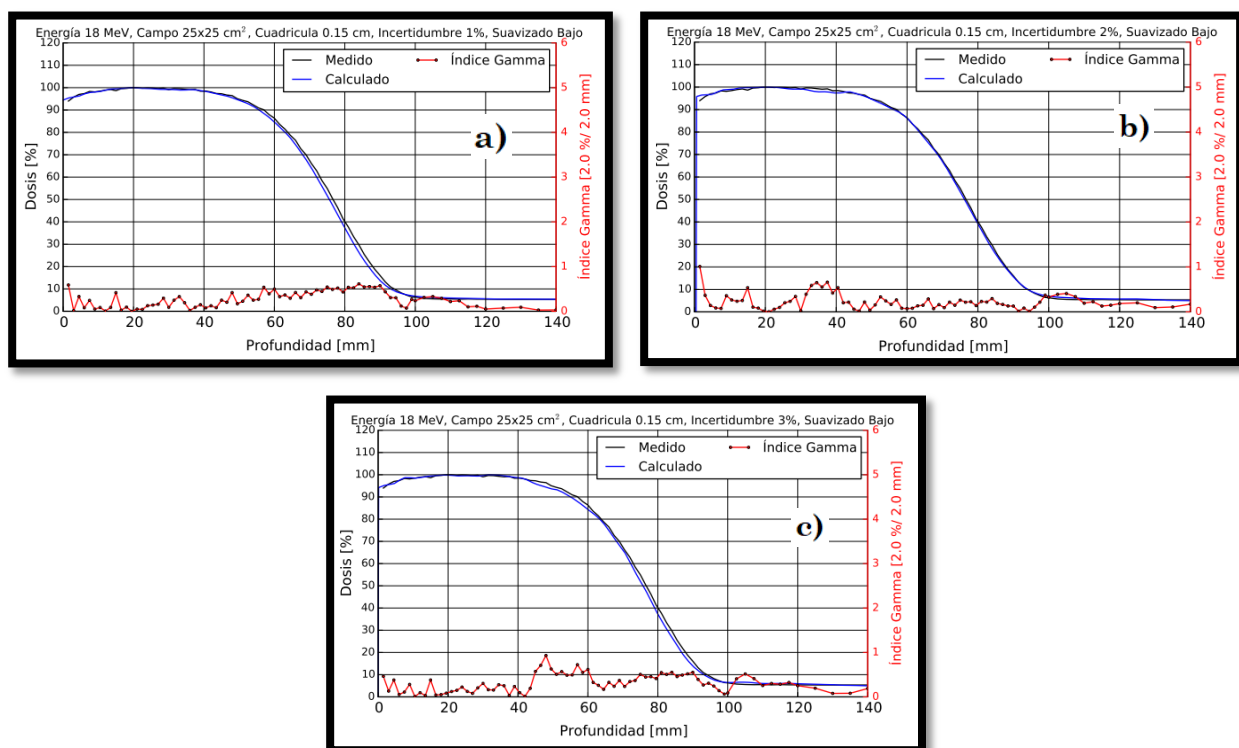 Energía 18 MeV, Campo 25x25 cm², Cuadricula 0.15 cm, Incertidumbre 1%, Suavizado Bajo
Medido
Calculado
Índice Gamma
a)
Dosis [%]
120
110
100
90
80
70
60
50
40
30
20
10
0
Índice Gamma [2.0 %/ 2.0 mm]
6
5
4
3
2
1
0
0 20 40 60 80 100 120 140
Profundidad [mm]
Energía 18 MeV, Campo 25x25 cm², Cuadricula 0.15 cm, Incertidumbre 2%, Suavizado Bajo
Medido
Calculado
Índice Gamma
b)
Dosis [%]
120
110
100
90
80
70
60
50
40
30
20
10
0
Índice Gamma [2.0 %/ 2.0 mm]
6
5
4
3
2
1
0
0 20 40 60 80 100 120 140
Profundidad [mm]
Energía 18 MeV, Campo 25x25 cm², Cuadricula 0.15 cm, Incertidumbre 3%, Suavizado Bajo
Medido
Calculado
Índice Gamma
c)
Dosis [%]
120
110
100
90
80
70
60
50
40
30
20
10
0
Índice Gamma [2.0 %/ 2.0 mm]
6
5
4
3
2
1
0
0 20 40 60 80 100 120 140
Profundidad [mm]